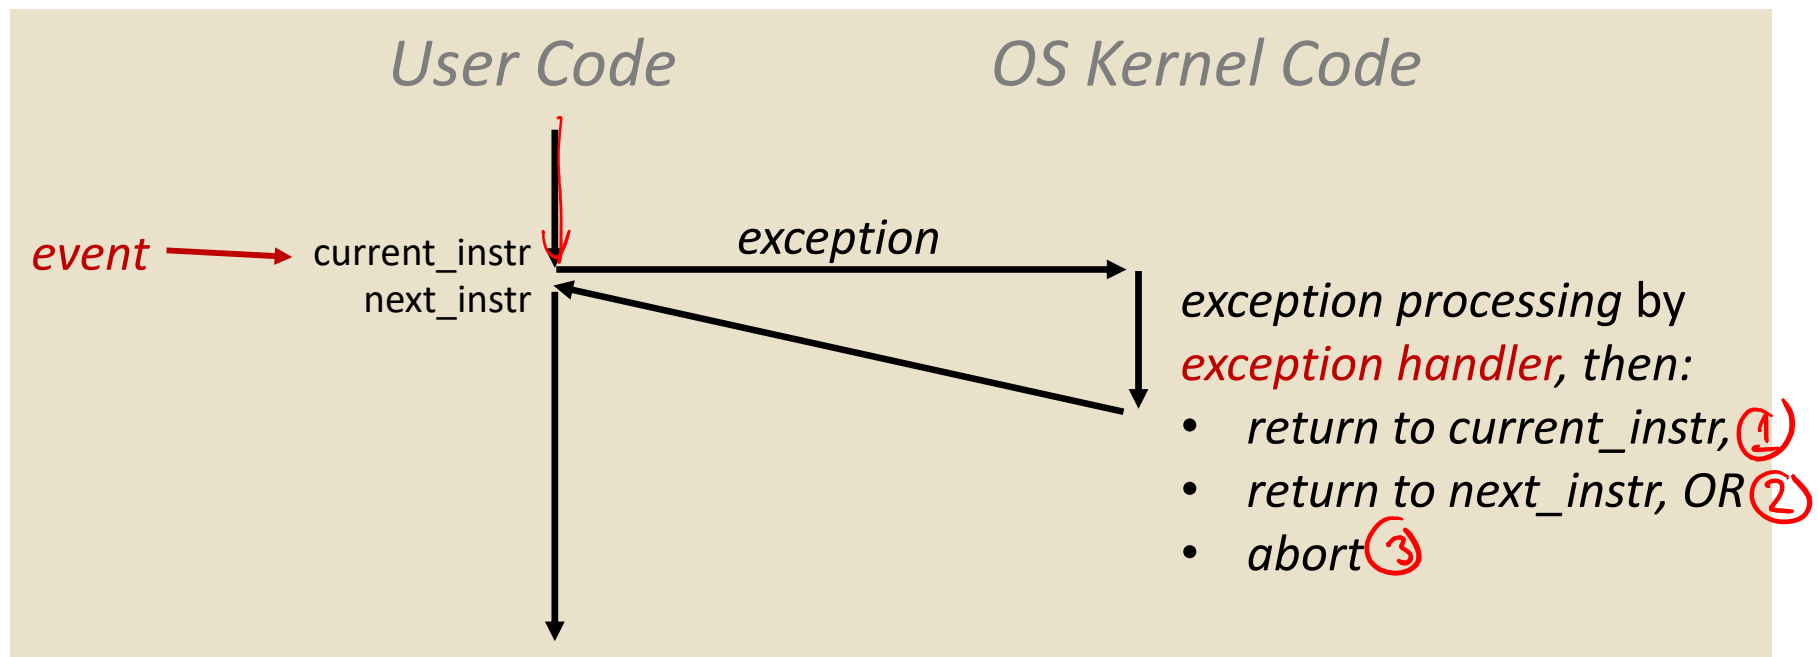 User Code
OS Kernel Code
event
current_instr
exception
next_instr
exception processing by
exception handler, then:
• return to current_instr, 1
• return to next_instr, OR 2
• abort 3